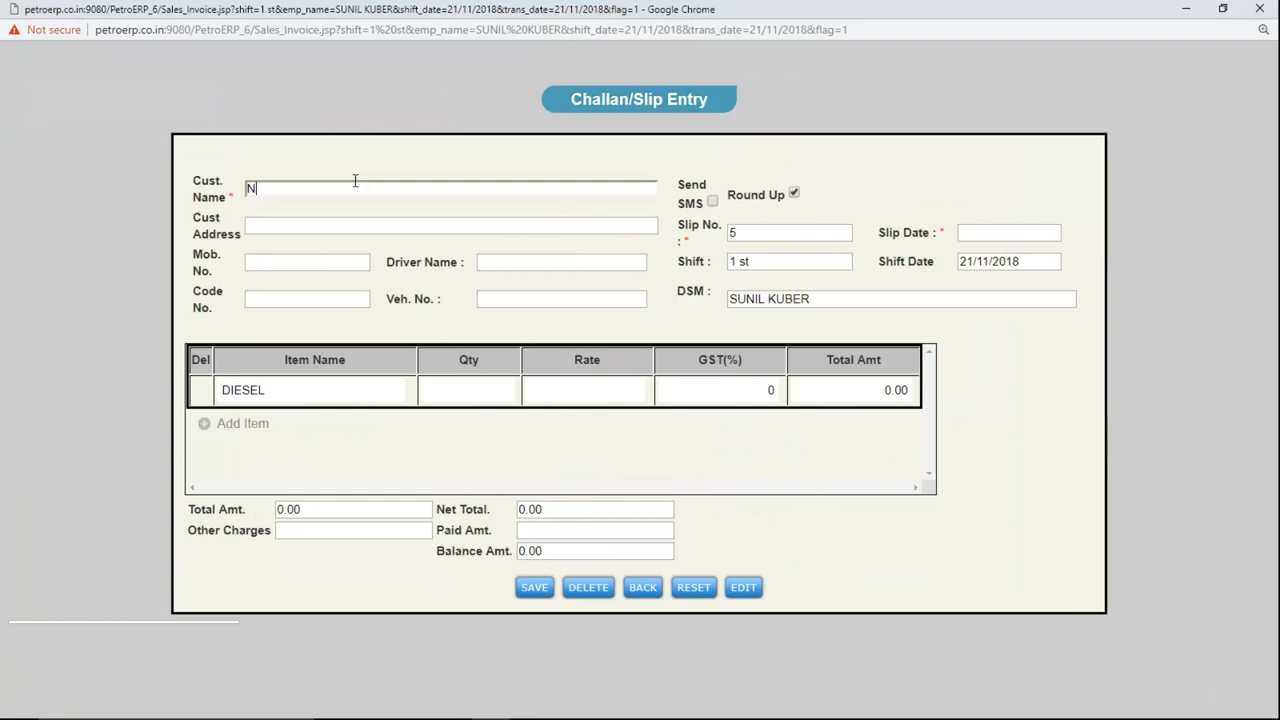 petroerp.co.in:9080/PetroERP_6/Sales_Invoice.jsp?shift=1 st&emp_name=SUNIL KUBER&shift_date=21/11/2018&trans_date=21/11/2018&flag=1 - Google Chrome
Not secure | petroerp.co.in:9080/PetroERP_6/Sales_Invoice.jsp?shift=1%20st&emp_name=SUNIL%20KUBER&shift_date=21/11/2018&trans_date=21/11/2018&flag=1
Challan/Slip Entry
Cust. Name * N
Send SMS Round Up
Cust Address
Slip No. : * 5 Slip Date : *
Mob. No. Driver Name :
Shift : 1 st Shift Date 21/11/2018
Code No. Veh. No. :
DSM : SUNIL KUBER
Del Item Name Qty Rate GST(%) Total Amt
DIESEL 0 0.00
Add Item
Total Amt. 0.00 Net Total. 0.00
Other Charges Paid Amt.
Balance Amt. 0.00
SAVE DELETE BACK RESET EDIT